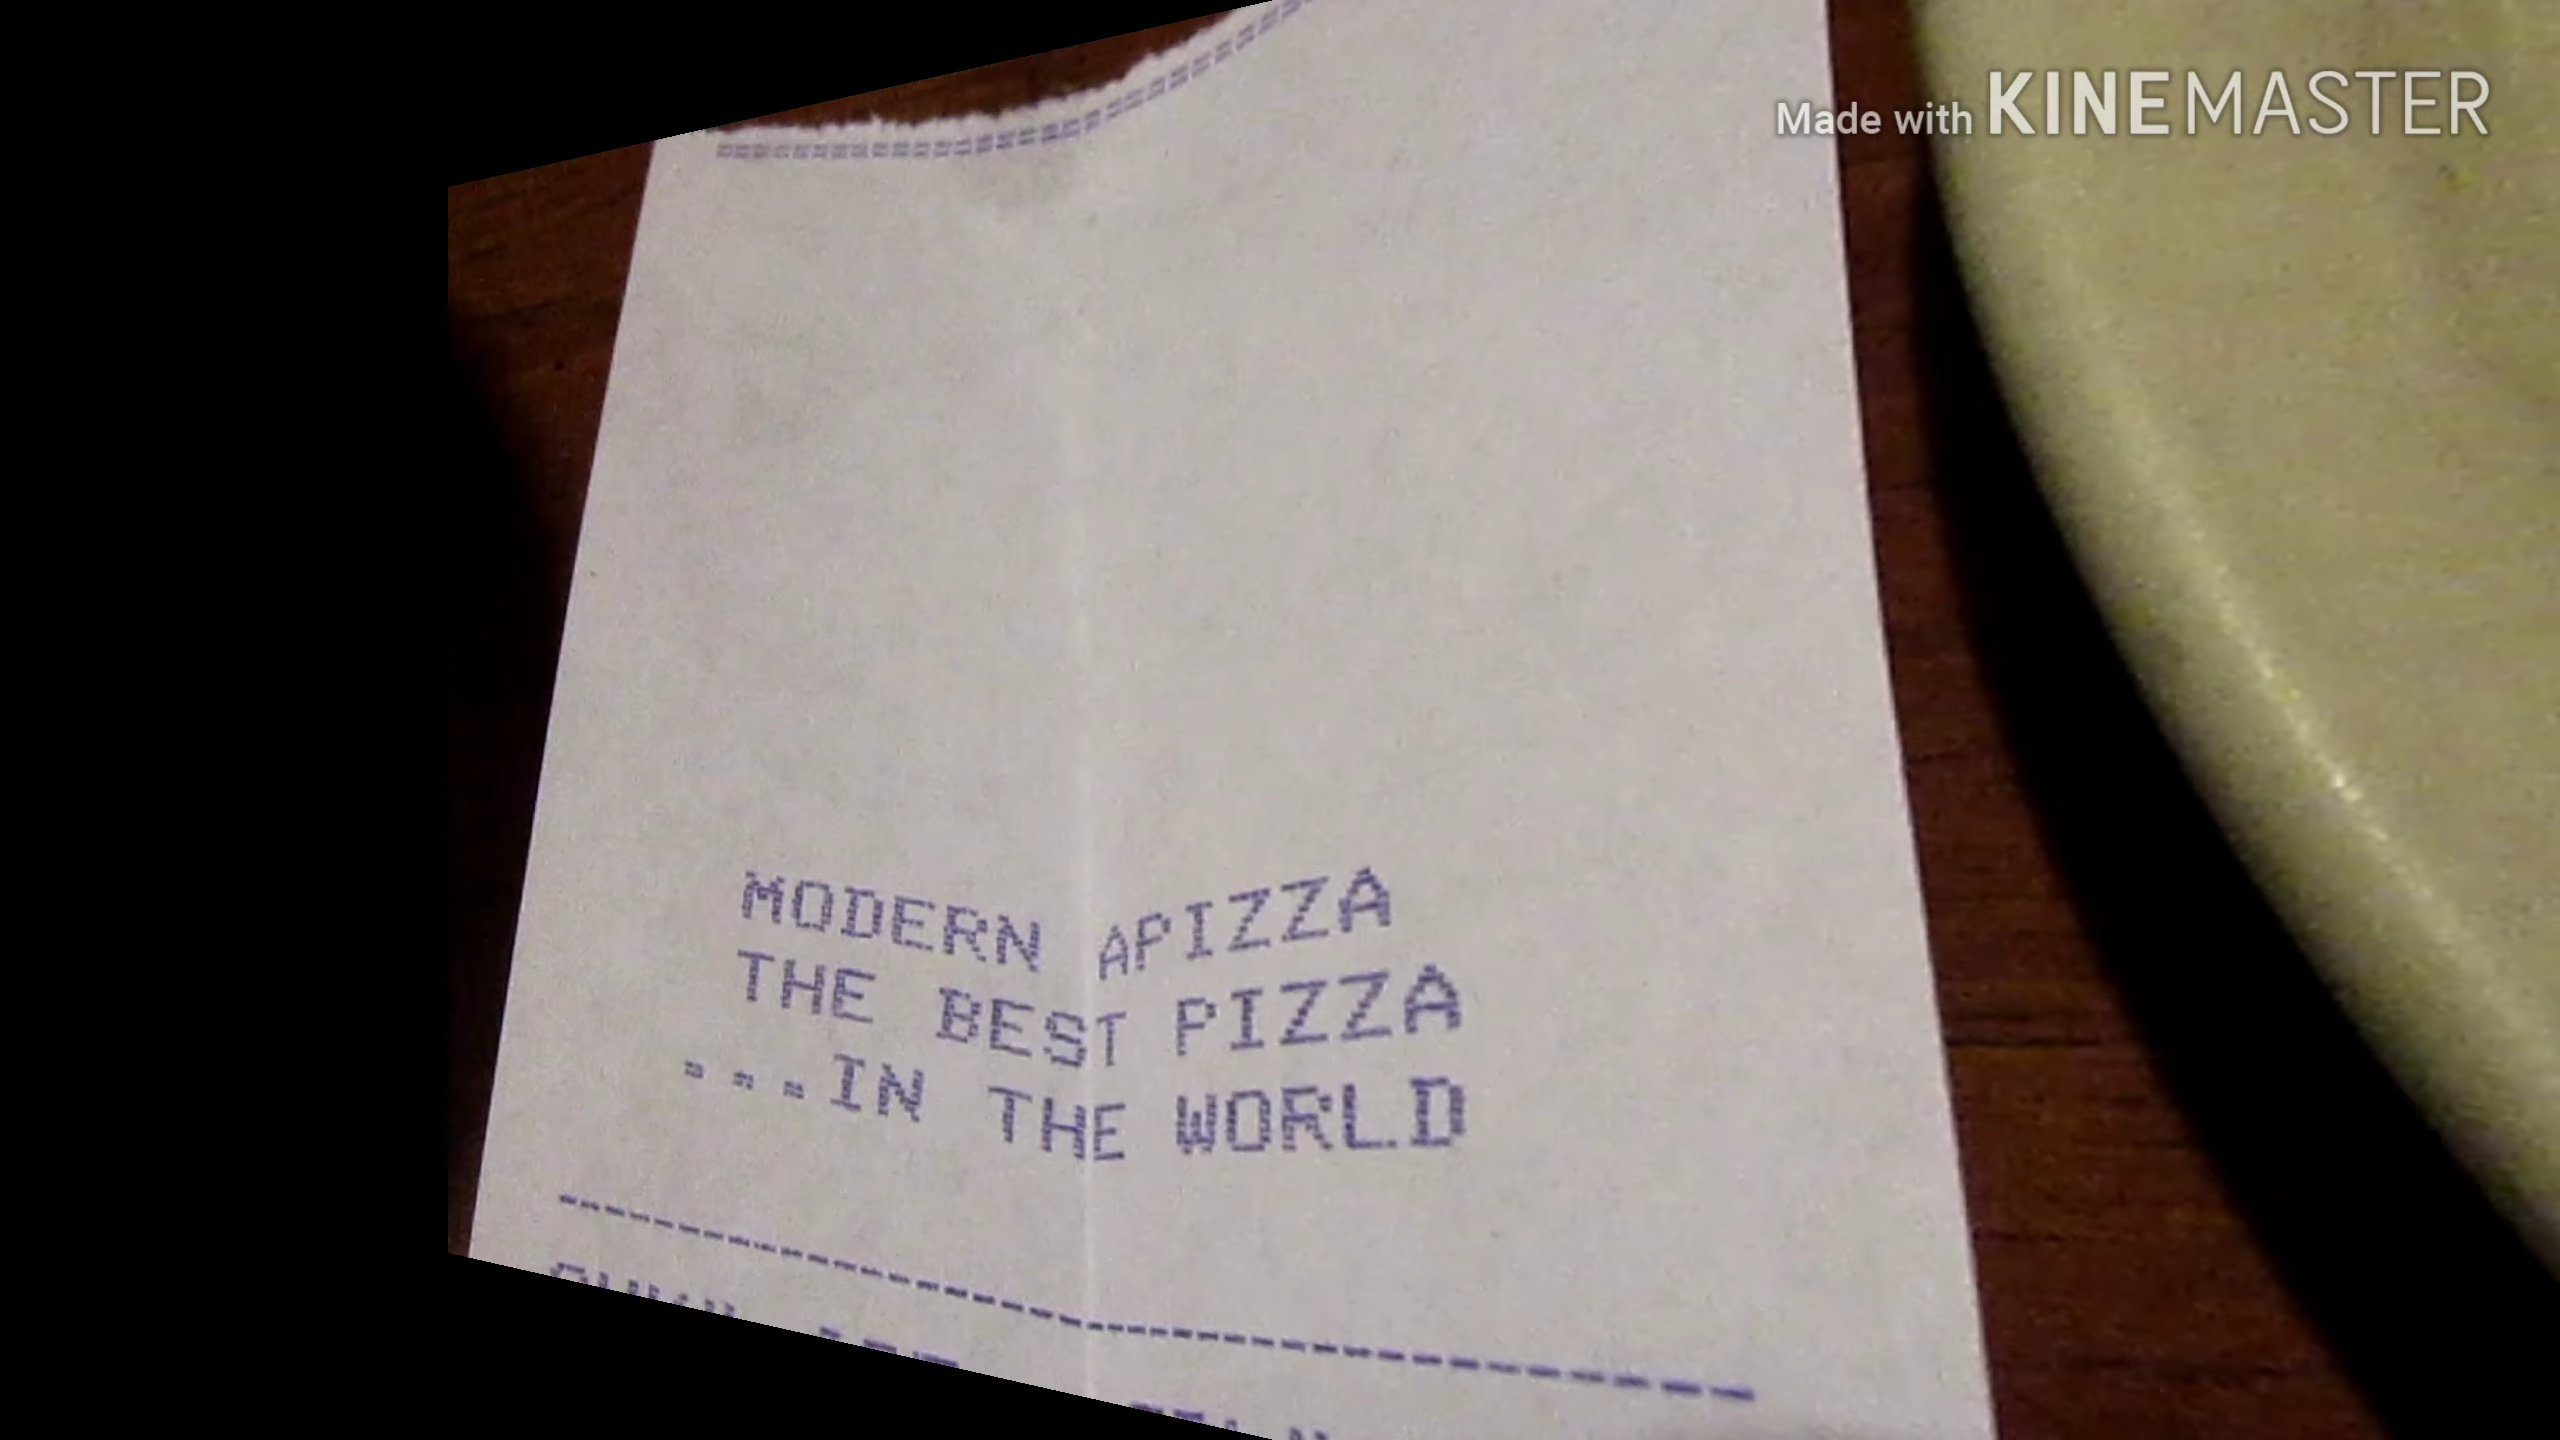 Made with KINEMASTER
MODERN APIZZA
THE BEST PIZZA
...IN THE WORLD